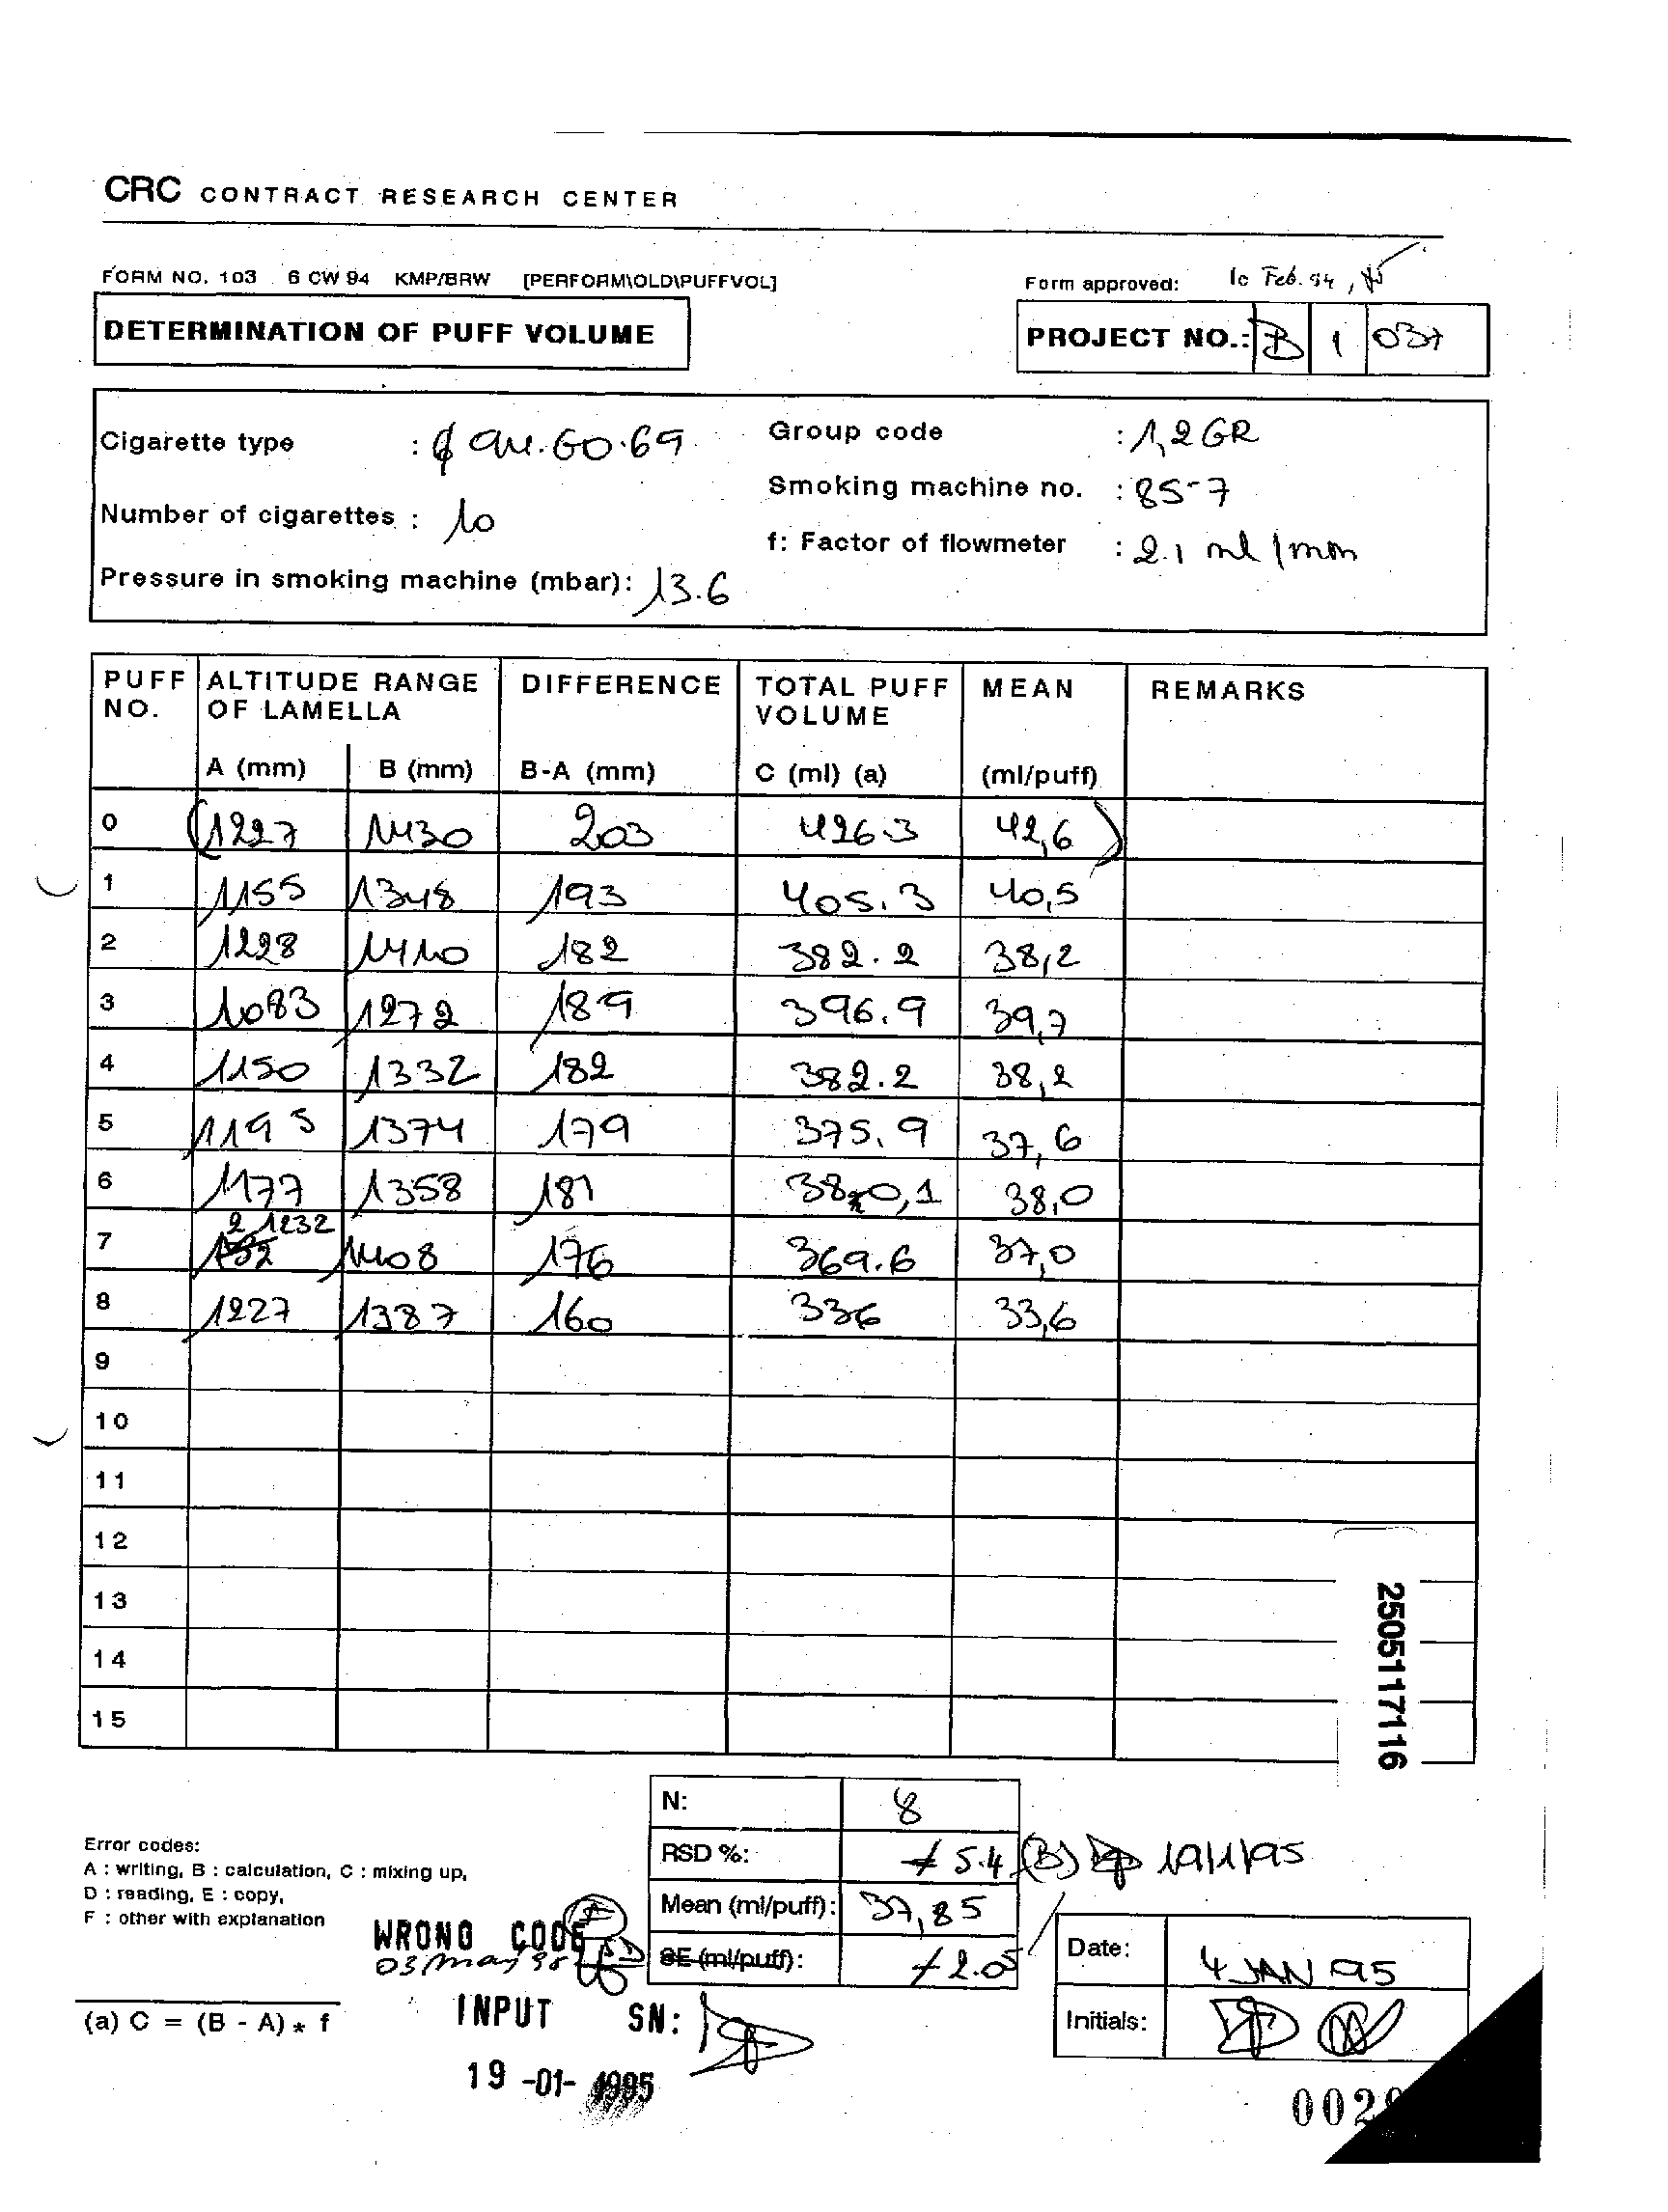 CRC CONTRACT RESEARCH CENTER
FORM NO. 103 6 CW 94 KMP/BRW [PERFORM\OLD\PUFFVOL]
Form approved: 10 Feb. 94,
DETERMINATION OF PUFF VOLUME
PROJECT NO.: B 1 037
Cigarette type :
Group code : 1,2 GR
Smoking machine no. : 85-7
Number of cigarettes : 10
f: Factor of flowmeter : 2.1 ml/mm
Pressure in smoking machine (mbar): 13.6
PUFF NO. ALTITUDE RANGE OF LAMELLA DIFFERENCE TOTAL PUFF VOLUME MEAN REMARKS
A (mm) B (mm) B-A (mm) C (ml) (a) (ml/puff)
0 (1227 1430 203 426.3 42,6)
1 1155 1348 193 405.3 40,5
2 1228 1410 182 382.2 38,2
3 1083 1272 189 396.9 39,7
4 1150 1332 182 382.2 38,2
5 1195 1374 179 375.9 37,6
6 1177 1358 181 380,1 38,0
7 1232 1408 176 369.6 37,0
8 1227 1387 160 336 33,6
9
10
11
12
13
14
15
2505117116
N: 8
RSD %: 5.4 (B) 19/1/95
Mean (ml/puff): 37,85
SE (ml/puff): 2.05
Error codes:
A : writing, B : calculation, C : mixing up,
D : reading, E : copy,
F : other with explanation
WRONG CODE
03 May 95
Date: 4 JAN 95
Initials:
(a) C = (B - A) * f
INPUT SN:
19 -01- 1995
002